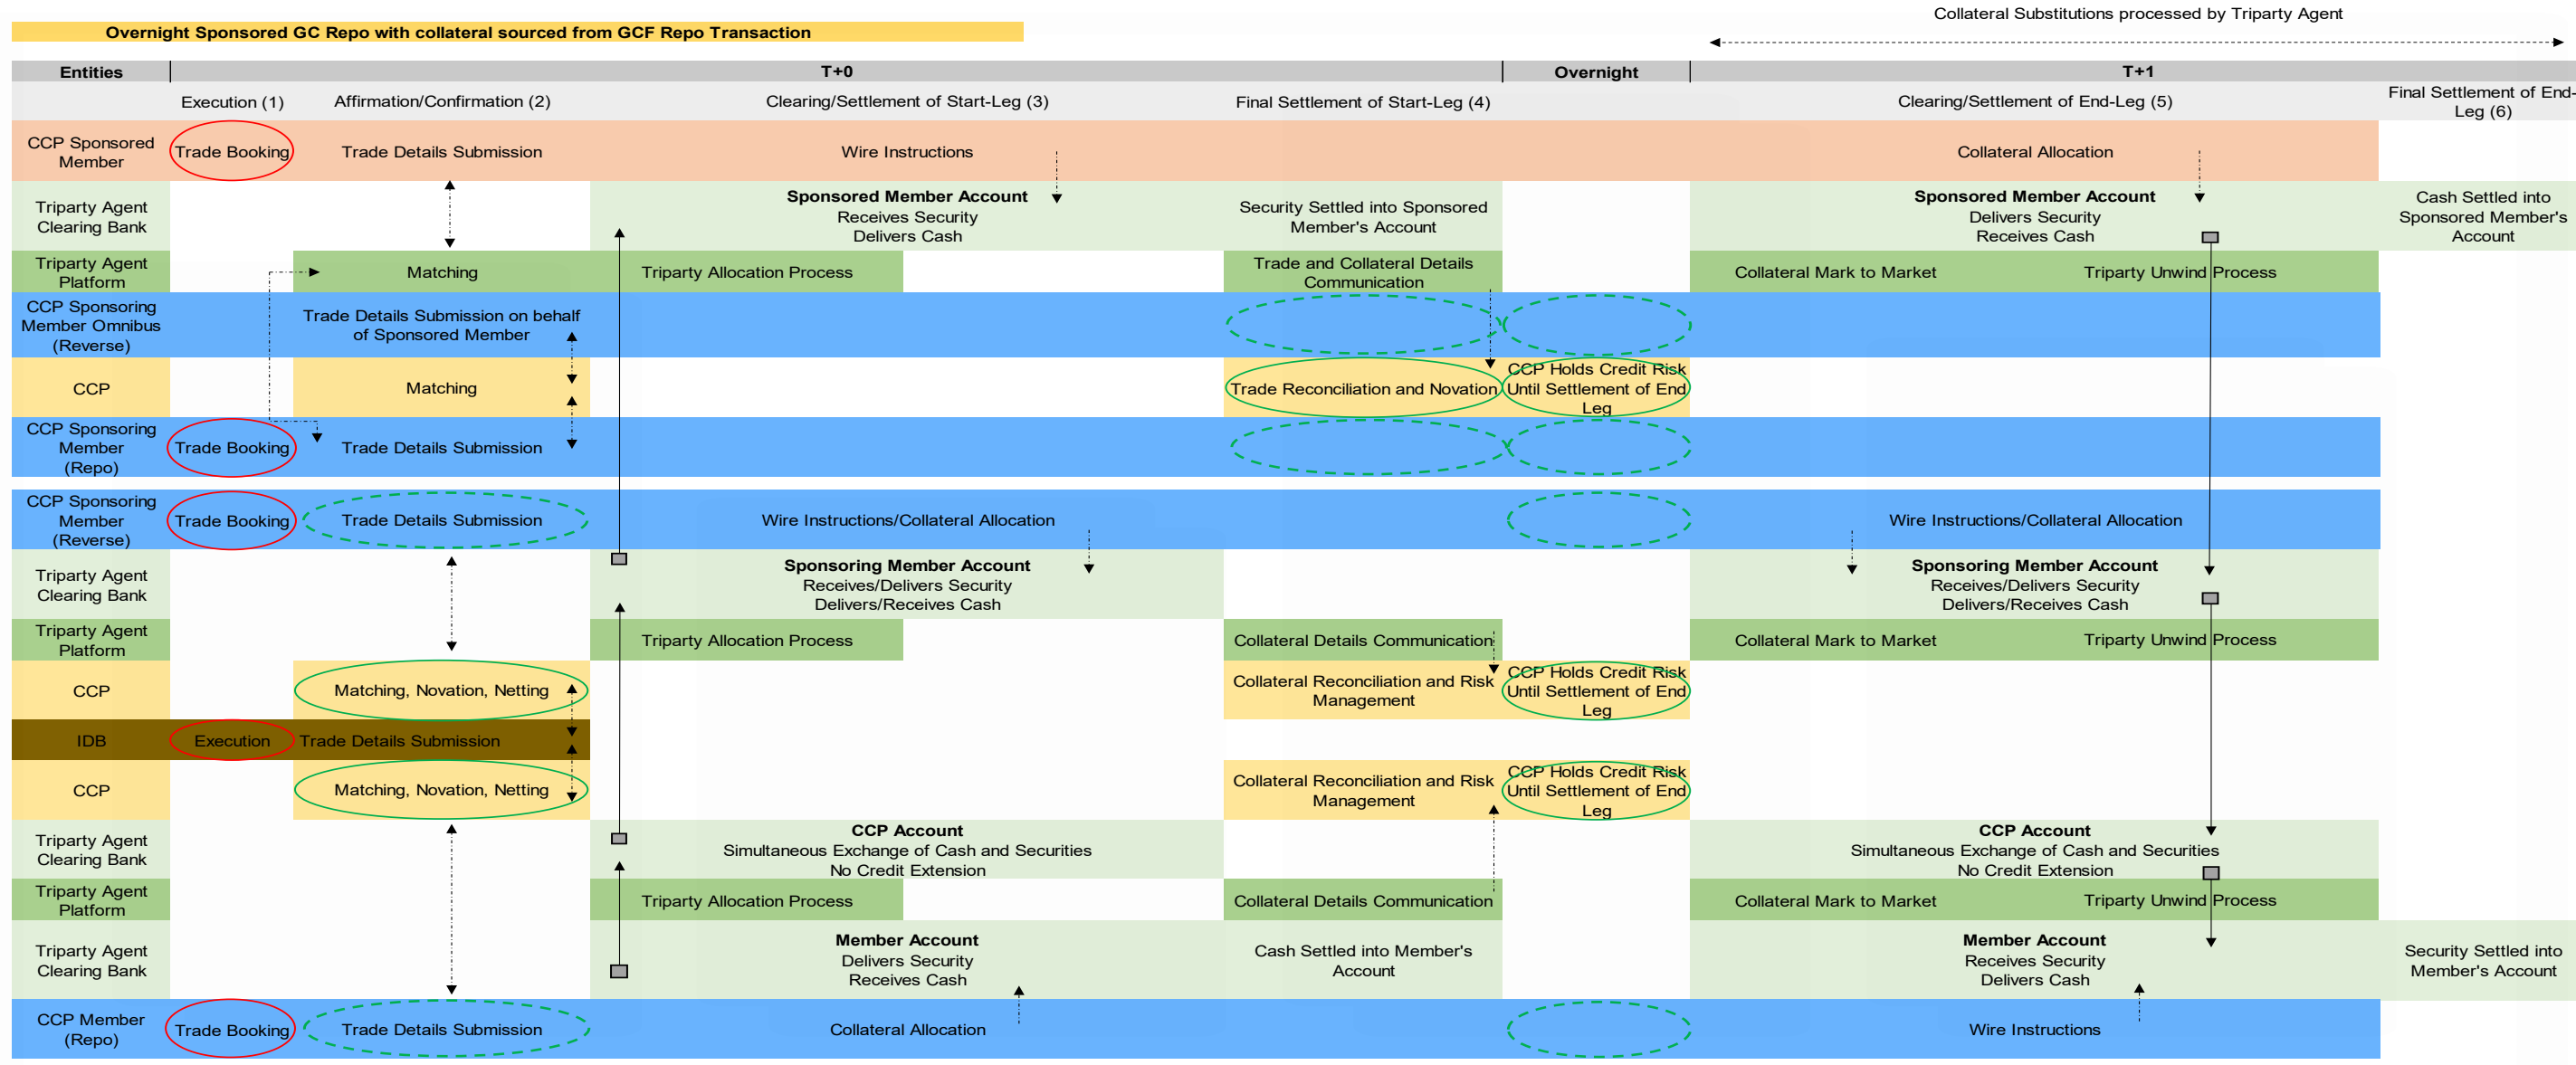 Collateral Substitutions processed by Triparty Agent
Overnight Sponsored GC Repo with collateral sourced from GCF Repo Transaction
Entities
T+0
Overnight
T+1
Execution (1)
Affirmation/Confirmation (2)
Clearing/Settlement of Start-Leg (3)
Final Settlement of Start-Leg (4)
Clearing/Settlement of End-Leg (5)
Final Settlement of End-
Leg (6)
CCP Sponsored
Member
Trade Booking
Trade Details Submission
Wire Instructions
Collateral Allocation
Triparty Agent
Clearing Bank
Sponsored Member Account
Receives Security
Delivers Cash
Security Settled into Sponsored
Member's Account
Sponsored Member Account
Delivers Security
Receives Cash
Cash Settled into
Sponsored Member's
Account
Triparty Agent
Platform
Matching
Triparty Allocation Process
Trade and Collateral Details
Communication
Collateral Mark to Market
Triparty Unwind Process
CCP Sponsoring
Member Omnibus
(Reverse)
Trade Details Submission on behalf
of Sponsored Member
CCP
Matching
Trade Reconciliation and Novation
CCP Holds Credit Risk
Until Settlement of End
Leg
CCP Sponsoring
Member
(Repo)
Trade Booking
Trade Details Submission
CCP Sponsoring
Member
(Reverse)
Trade Booking
Trade Details Submission
Wire Instructions/Collateral Allocation
Wire Instructions/Collateral Allocation
Triparty Agent
Clearing Bank
Sponsoring Member Account
Receives/Delivers Security
Delivers/Receives Cash
Sponsoring Member Account
Receives/Delivers Security
Delivers/Receives Cash
Triparty Agent
Platform
Triparty Allocation Process
Collateral Details Communication
Collateral Mark to Market
Triparty Unwind Process
CCP
Matching, Novation, Netting
Collateral Reconciliation and Risk
Management
CCP Holds Credit Risk
Until Settlement of End
Leg
IDB
Execution
Trade Details Submission
CCP
Matching, Novation, Netting
Collateral Reconciliation and Risk
Management
CCP Holds Credit Risk
Until Settlement of End
Leg
Triparty Agent
Clearing Bank
CCP Account
Simultaneous Exchange of Cash and Securities
No Credit Extension
CCP Account
Simultaneous Exchange of Cash and Securities
No Credit Extension
Triparty Agent
Platform
Triparty Allocation Process
Collateral Details Communication
Collateral Mark to Market
Triparty Unwind Process
Triparty Agent
Clearing Bank
Member Account
Delivers Security
Receives Cash
Cash Settled into Member's
Account
Member Account
Receives Security
Delivers Cash
Security Settled into
Member's Account
CCP Member
(Repo)
Trade Booking
Trade Details Submission
Collateral Allocation
Wire Instructions